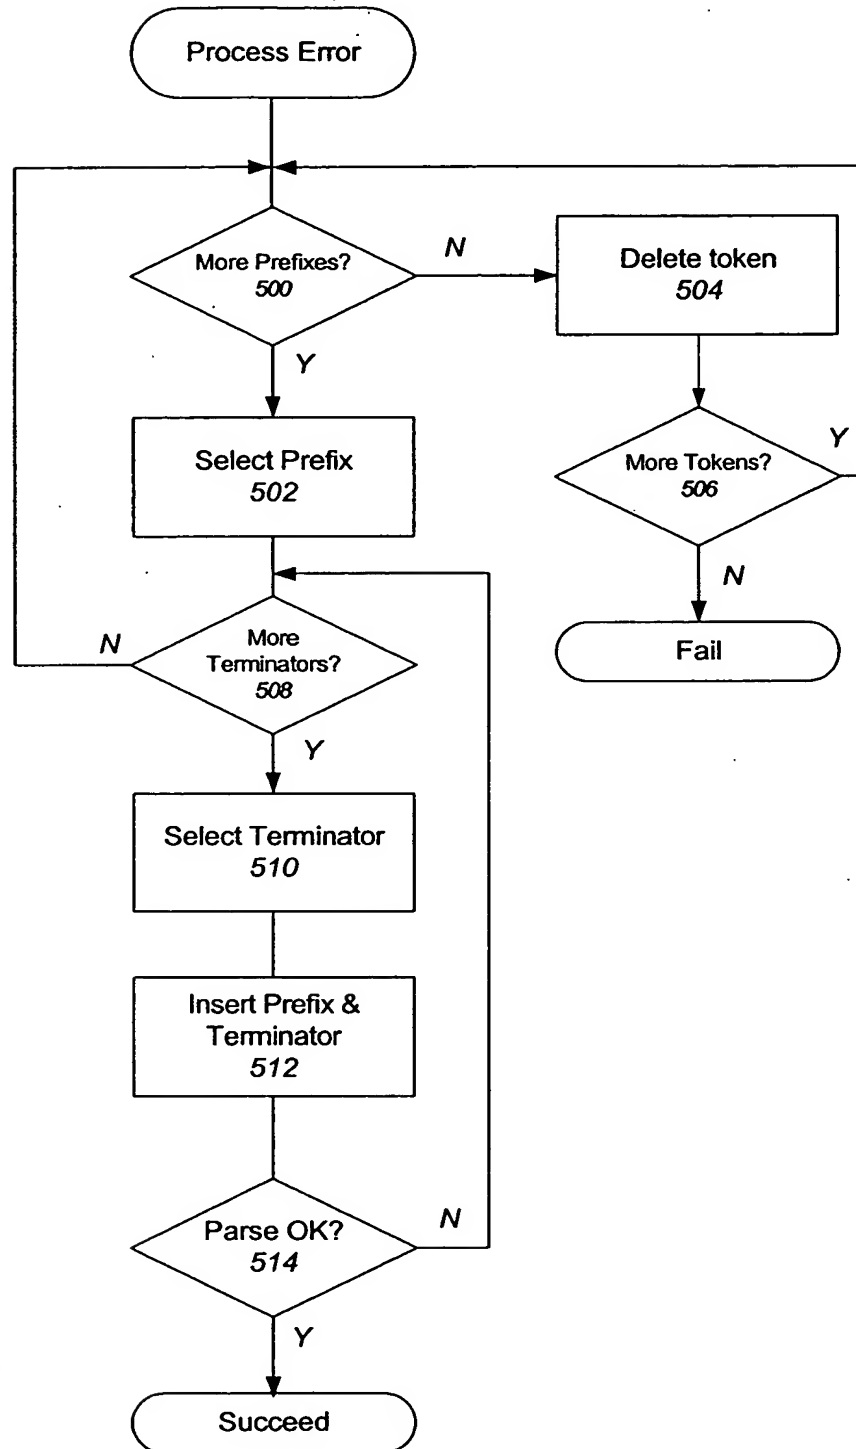 Process Error
More Prefixes?
500
N
Y
Delete token
504
Select Prefix
502
More Tokens?
506
Y
N
Fail
More
Terminators?
508
N
Y
Select Terminator
510
Insert Prefix &
Terminator
512
Parse OK?
514
N
Y
Succeed